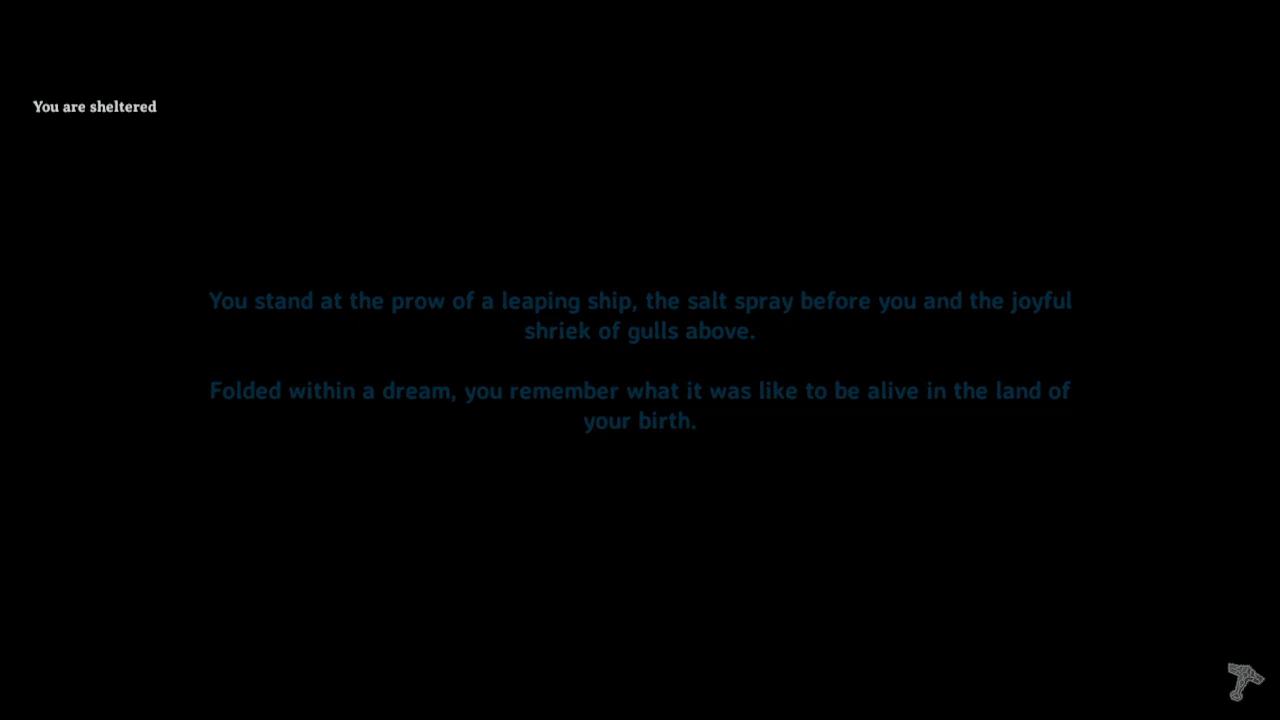 You are sheltered
You stand at the prow of a leaping ship, the salt spray before you and the joyful
shriek of gulls above.
Folded within a dream, you remember what it was like to be alive in the land of
your birth.